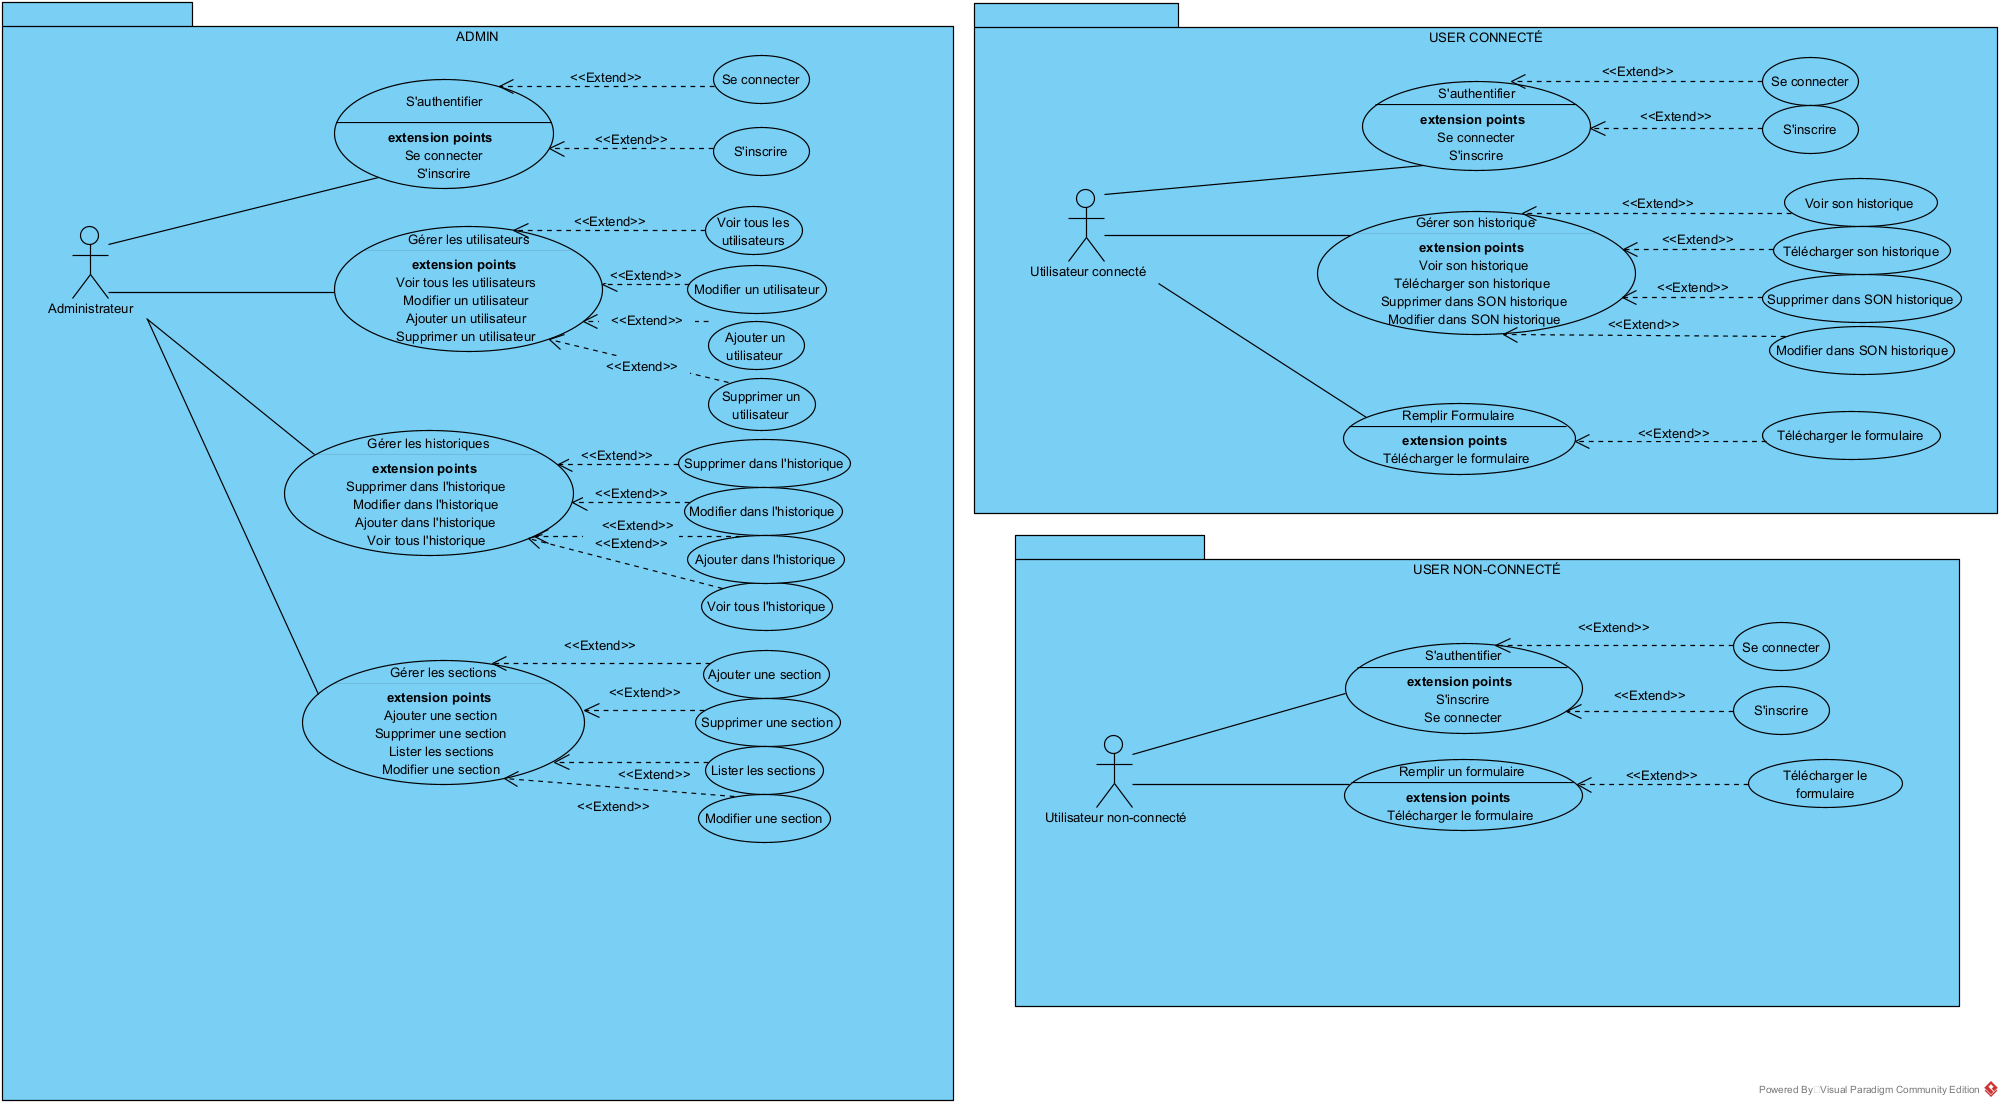 ADMIN
<<Extend>>
Se connecter
S'authentifier
extension points
Se connecter
S'inscrire
<<Extend>>
S'inscrire
Administrateur
<<Extend>>
Voir tous les
utilisateurs
Gérer les utilisateurs
extension points
Voir tous les utilisateurs
Modifier un utilisateur
Ajouter un utilisateur
Supprimer un utilisateur
<<Extend>>
Modifier un utilisateur
<<Extend>>
Ajouter un
utilisateur
<<Extend>>
Supprimer un
utilisateur
Gérer les historiques
extension points
Supprimer dans l'historique
Modifier dans l'historique
Ajouter dans l'historique
Voir tous l'historique
<<Extend>>
Supprimer dans l'historique
<<Extend>>
Modifier dans l'historique
<<Extend>>
<<Extend>>
Ajouter dans l'historique
Voir tous l'historique
<<Extend>>
Gérer les sections
extension points
Ajouter une section
Supprimer une section
Lister les sections
Modifier une section
Ajouter une section
<<Extend>>
Supprimer une section
<<Extend>>
Lister les sections
<<Extend>>
Modifier une section
USER CONNECTÉ
<<Extend>>
Se connecter
S'authentifier
extension points
Se connecter
S'inscrire
<<Extend>>
S'inscrire
Utilisateur connecté
<<Extend>>
Voir son historique
Gérer son historique
extension points
Voir son historique
Télécharger son historique
Supprimer dans SON historique
Modifier dans SON historique
<<Extend>>
Télécharger son historique
<<Extend>>
Supprimer dans SON historique
<<Extend>>
Modifier dans SON historique
Remplir Formulaire
extension points
Télécharger le formulaire
<<Extend>>
Télécharger le formulaire
USER NON-CONNECTÉ
<<Extend>>
Se connecter
S'authentifier
extension points
S'inscrire
Se connecter
<<Extend>>
S'inscrire
Utilisateur non-connecté
Remplir un formulaire
extension points
Télécharger le formulaire
<<Extend>>
Télécharger le
formulaire
Powered By Visual Paradigm Community Edition